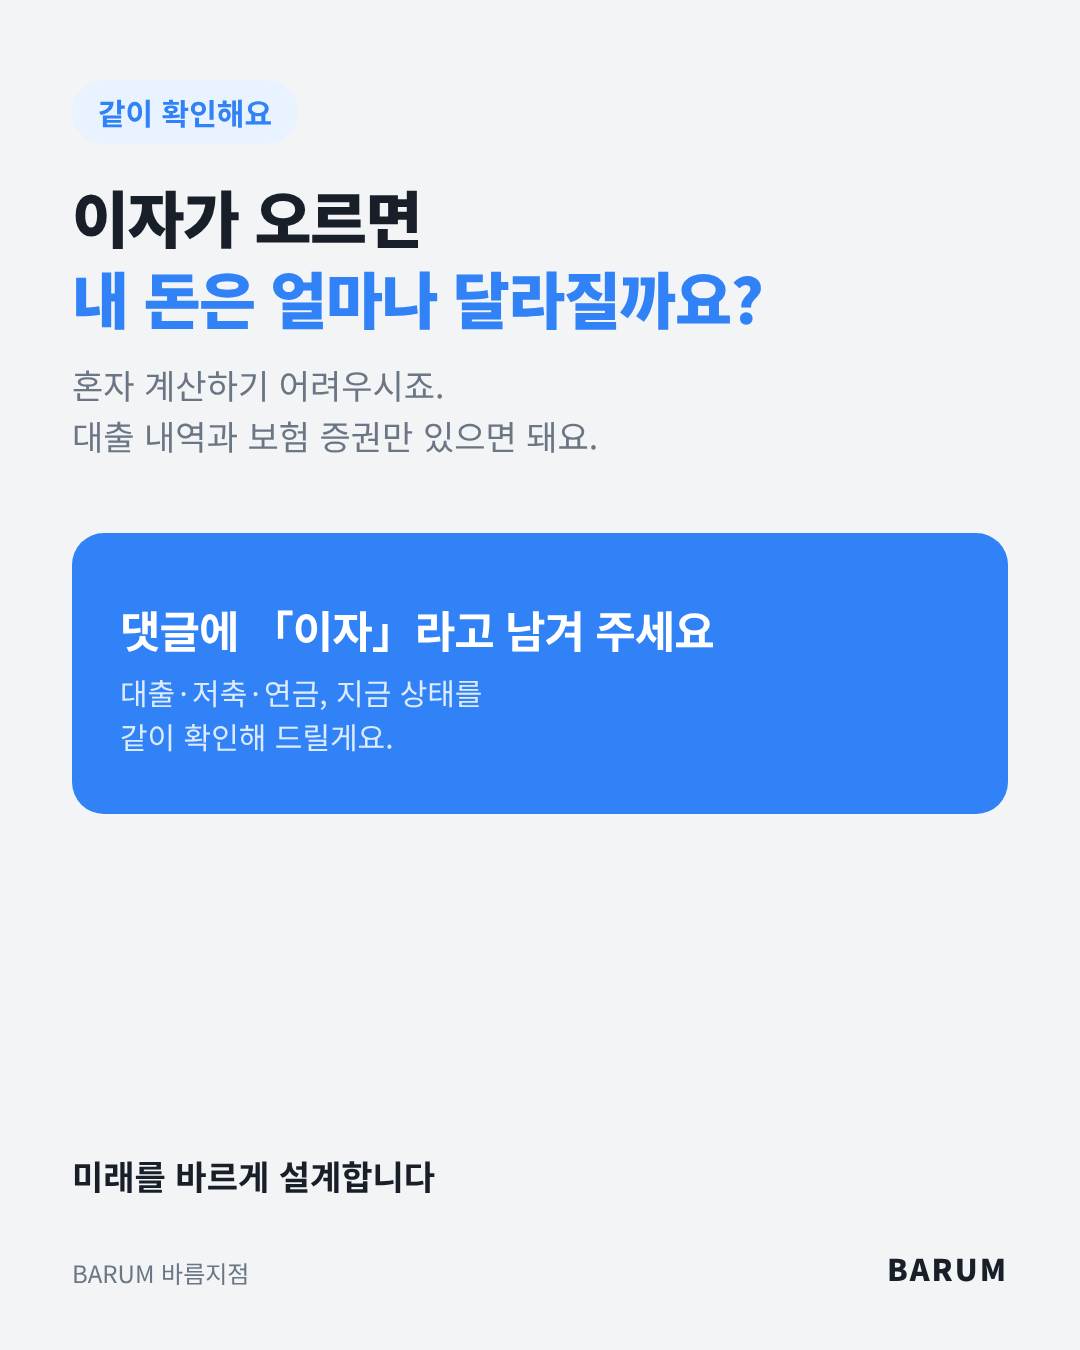 같이 확인해요
이자가 오르면
내 돈은 얼마나 달라질까요?
혼자 계산하기 어려우시죠.
대출 내역과 보험 증권만 있으면 돼요.
댓글에 「이자」라고 남겨 주세요
대출·저축·연금, 지금 상태를
같이 확인해 드릴게요.
미래를 바르게 설계합니다
BARUM 바름지점
BARUM